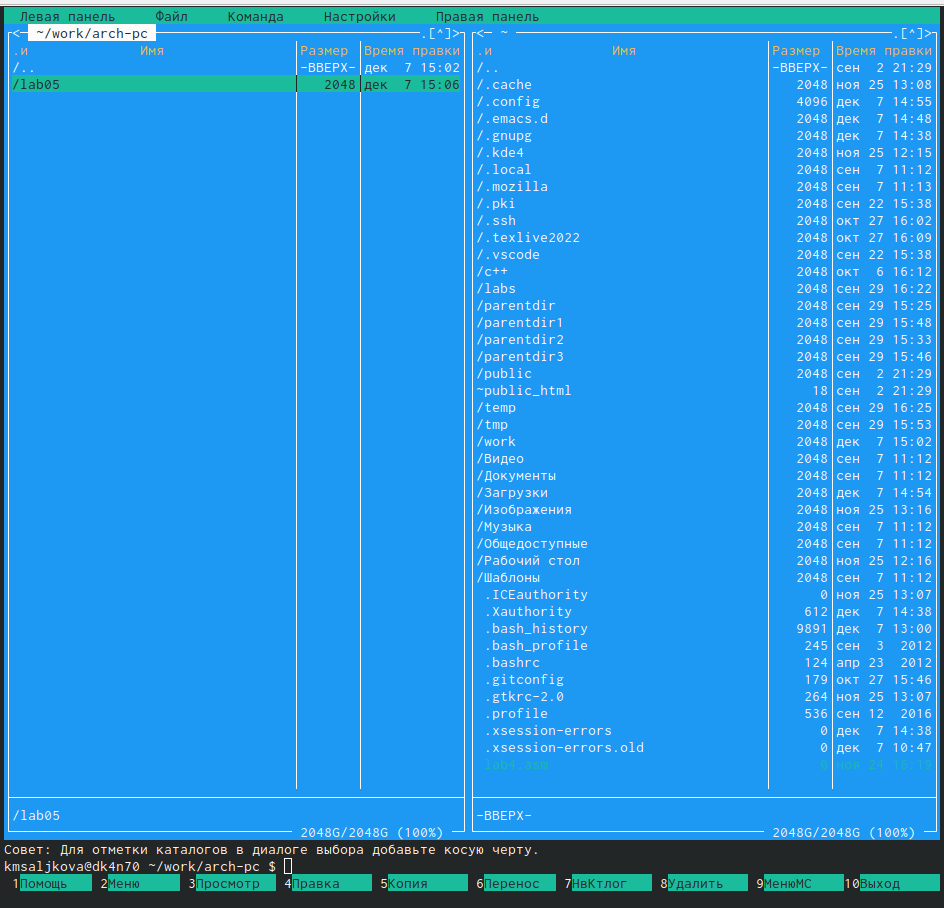 Левая панель Файл Команда Настройки Правая панель
<─ ~/work/arch-pc .[^]>
.и Имя Размер Время правки
/.. -ВВЕРХ- дек 7 15:02
/lab05 2048 дек 7 15:06
/lab05
2048G/2048G (100%)
<─ ~ .[^]>
.и Имя Размер Время правки
/.. -ВВЕРХ- сен 2 21:29
/.cache 2048 ноя 25 13:08
/.config 4096 дек 7 14:55
/.emacs.d 2048 дек 7 14:48
/.gnupg 2048 дек 7 14:38
/.kde4 2048 ноя 25 12:15
/.local 2048 сен 7 11:12
/.mozilla 2048 сен 7 11:13
/.pki 2048 сен 22 15:38
/.ssh 2048 окт 27 16:02
/.texlive2022 2048 окт 27 16:09
/.vscode 2048 сен 22 15:38
/c++ 2048 окт 6 16:12
/labs 2048 сен 29 16:22
/parentdir 2048 сен 29 15:25
/parentdir1 2048 сен 29 15:48
/parentdir2 2048 сен 29 15:33
/parentdir3 2048 сен 29 15:46
/public 2048 сен 2 21:29
~public_html 18 сен 2 21:29
/temp 2048 сен 29 16:25
/tmp 2048 сен 29 15:53
/work 2048 дек 7 15:02
/Видео 2048 сен 7 11:12
/Документы 2048 сен 7 11:12
/Загрузки 2048 дек 7 14:54
/Изображения 2048 ноя 25 13:16
/Музыка 2048 сен 7 11:12
/Общедоступные 2048 сен 7 11:12
/Рабочий стол 2048 ноя 25 12:16
/Шаблоны 2048 сен 7 11:12
.ICEauthority 0 ноя 25 13:07
.Xauthority 612 дек 7 14:38
.bash_history 9891 дек 7 13:00
.bash_profile 245 сен 3 2012
.bashrc 124 апр 23 2012
.gitconfig 179 окт 27 15:46
.gtkrc-2.0 264 ноя 25 13:07
.profile 536 сен 12 2016
.xsession-errors 0 дек 7 14:38
.xsession-errors.old 0 дек 7 10:47
lab4.asm 0 ноя 24 16:19
-ВВЕРХ-
2048G/2048G (100%)
Совет: Для отметки каталогов в диалоге выбора добавьте косую черту.
kmsaljkova@dk4n70 ~/work/arch-pc $
1Помощь 2Меню 3Просмотр 4Правка 5Копия 6Перенос 7НвКтлог 8Удалить 9МенюМС 10Выход